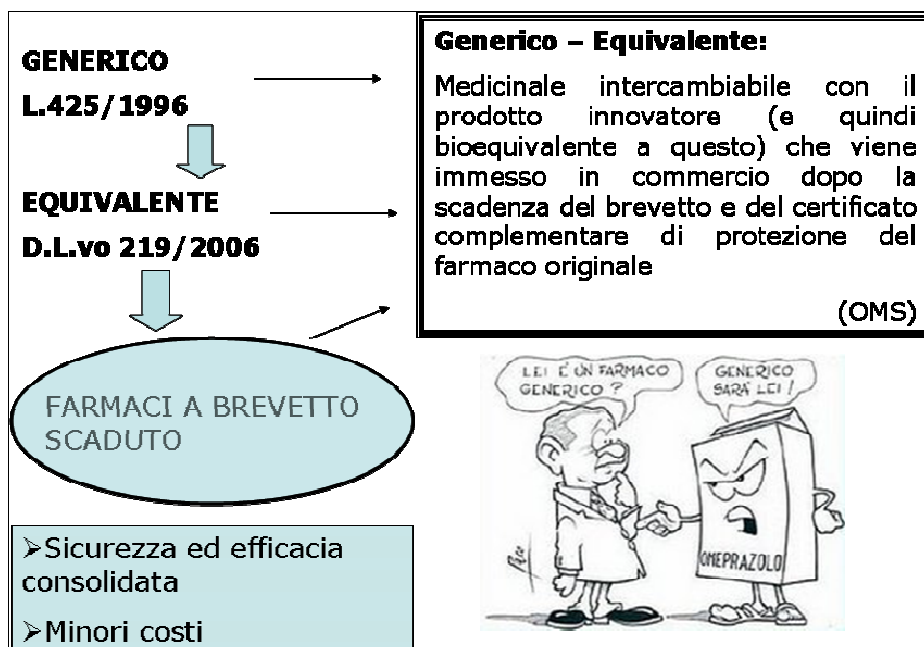 GENERICO
L.425/1996
EQUIVALENTE
D.L.vo 219/2006
FARMACI A BREVETTO
SCADUTO
➢Sicurezza ed efficacia
consolidata
➢Minori costi
Generico – Equivalente:
Medicinale intercambiabile con il
prodotto innovatore (e quindi
bioequivalente a questo) che viene
immesso in commercio dopo la
scadenza del brevetto e del certificato
complementare di protezione del
farmaco originale
(OMS)
LEI E' UN FARMACO
GENERICO ?
GENERICO
SARA' LEI !
OMEPRAZOLO